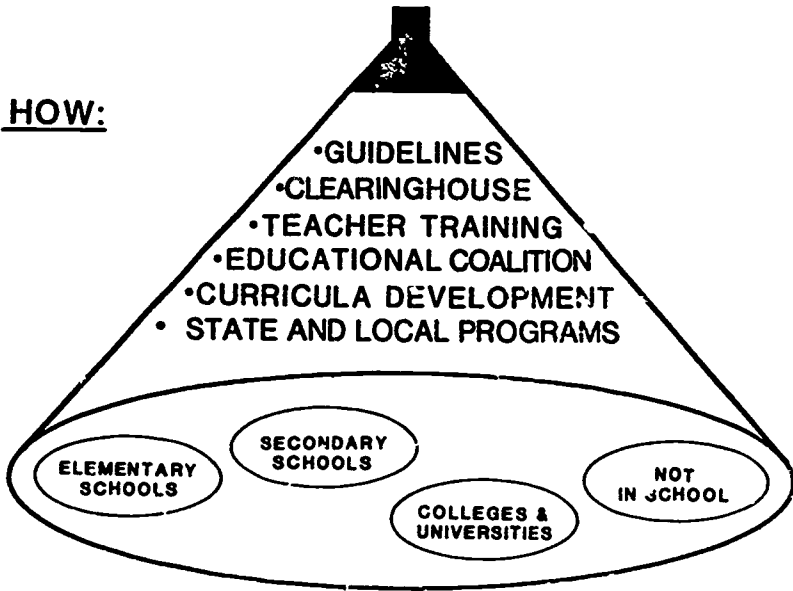 HOW:
•GUIDELINES
•CLEARINGHOUSE
•TEACHER TRAINING
•EDUCATIONAL COALITION
•CURRICULA DEVELOPMENT
• STATE AND LOCAL PROGRAMS
ELEMENTARY
SCHOOLS
SECONDARY
SCHOOLS
COLLEGES &
UNIVERSITIES
NOT
IN SCHOOL